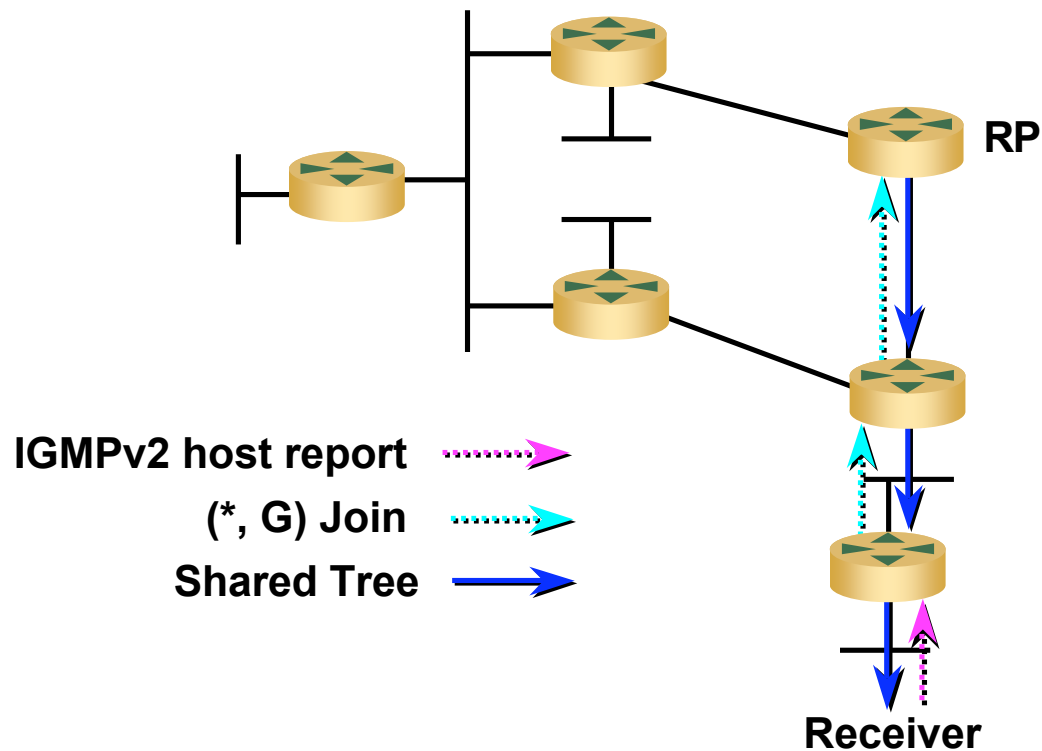 RP
IGMPv2 host report
(*, G) Join
Shared Tree
Receiver